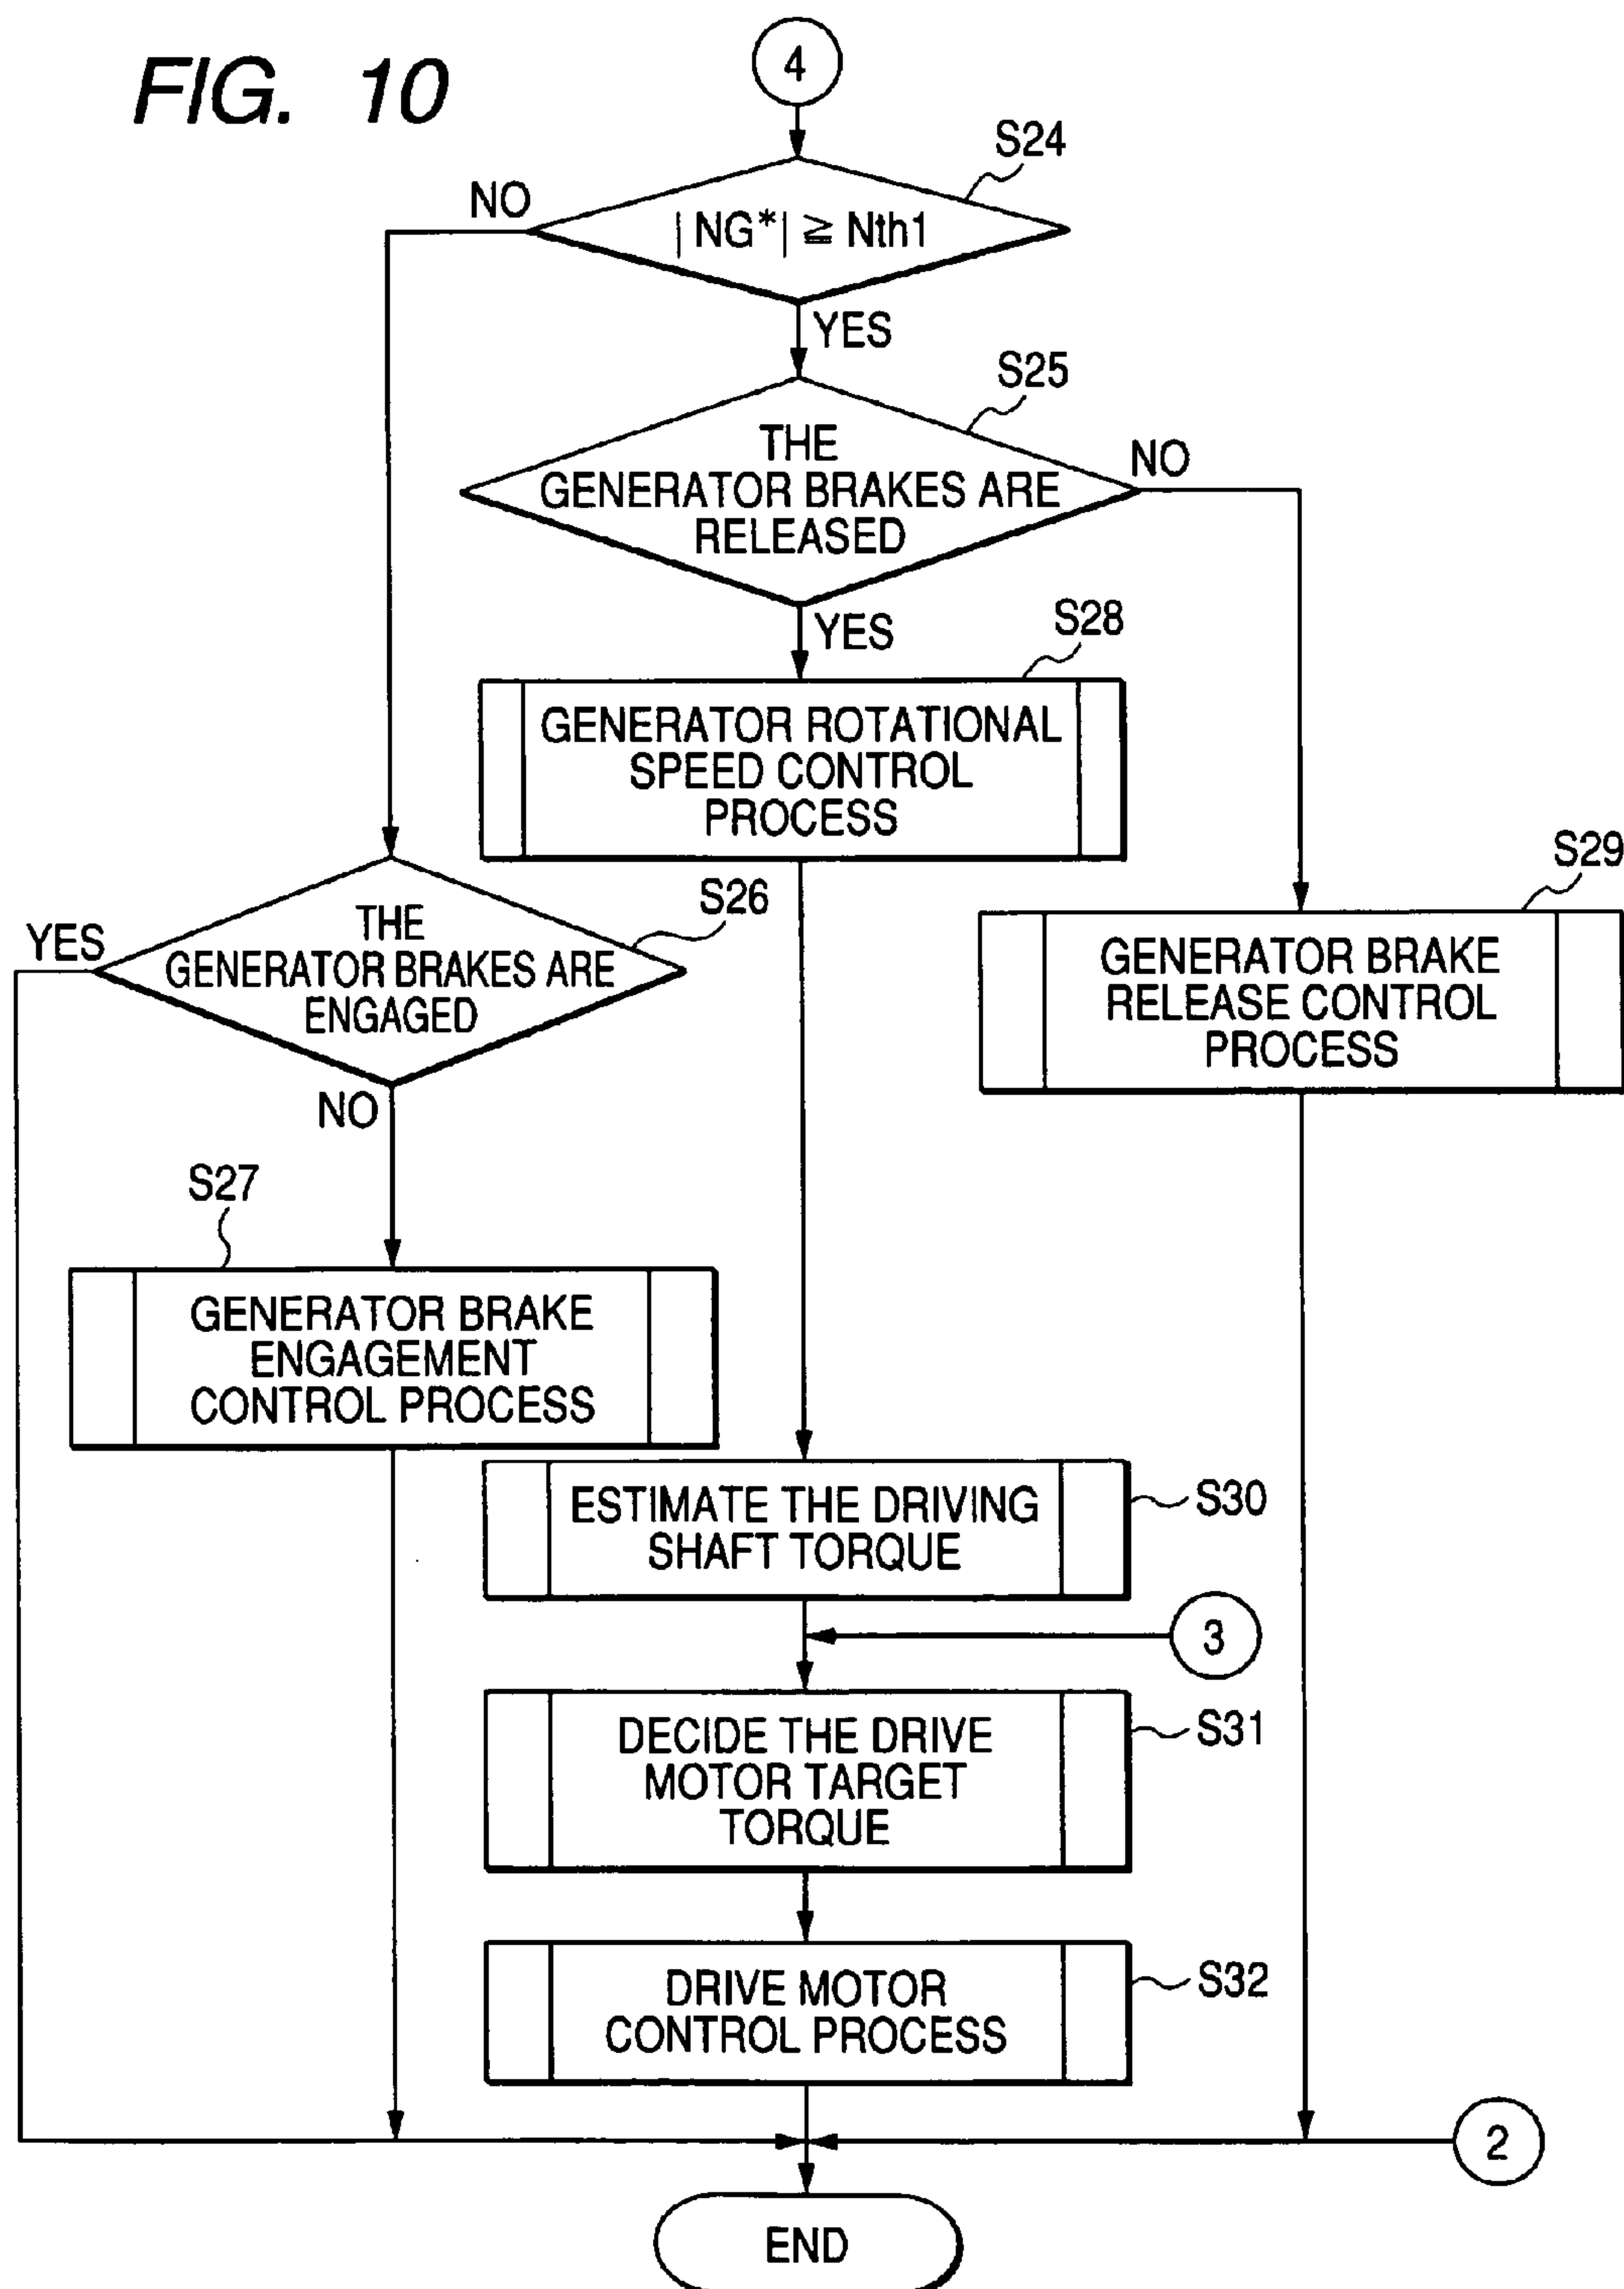 FIG. 10
4
S24
NO
| NG* | ≧ Nth1
YES
S25
THE
GENERATOR BRAKES ARE
RELEASED
NO
YES
S28
GENERATOR ROTATIONAL
SPEED CONTROL
PROCESS
S29
GENERATOR BRAKE
RELEASE CONTROL
PROCESS
S26
YES
THE
GENERATOR BRAKES ARE
ENGAGED
NO
S27
GENERATOR BRAKE
ENGAGEMENT
CONTROL PROCESS
ESTIMATE THE DRIVING
SHAFT TORQUE
S30
3
DECIDE THE DRIVE
MOTOR TARGET
TORQUE
S31
DRIVE MOTOR
CONTROL PROCESS
S32
2
END